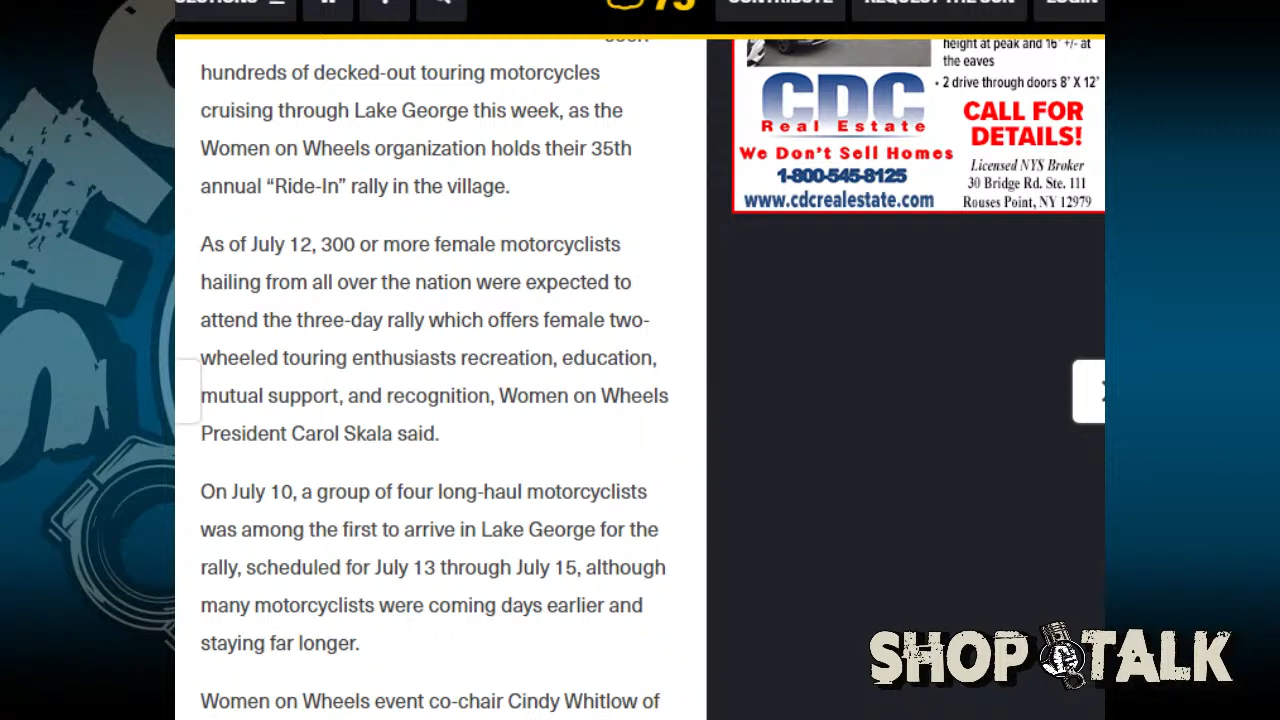 SECTIONS
75
CONTRIBUTE
REQUEST THE SUN
LOGIN
seen
hundreds of decked-out touring motorcycles
cruising through Lake George this week, as the
Women on Wheels organization holds their 35th
annual “Ride-In” rally in the village.
As of July 12, 300 or more female motorcyclists
hailing from all over the nation were expected to
attend the three-day rally which offers female two-
wheeled touring enthusiasts recreation, education,
mutual support, and recognition, Women on Wheels
President Carol Skala said.
On July 10, a group of four long-haul motorcyclists
was among the first to arrive in Lake George for the
rally, scheduled for July 13 through July 15, although
many motorcyclists were coming days earlier and
staying far longer.
Women on Wheels event co-chair Cindy Whitlow of
height at peak and 16' +/- at
the eaves
• 2 drive through doors 8' X 12'
CDC
Real Estate
We Don't Sell Homes
1-800-545-8125
www.cdcrealestate.com
CALL FOR
DETAILS!
Licensed NYS Broker
30 Bridge Rd. Ste. 111
Rouses Point, NY 12979
SHOP TALK